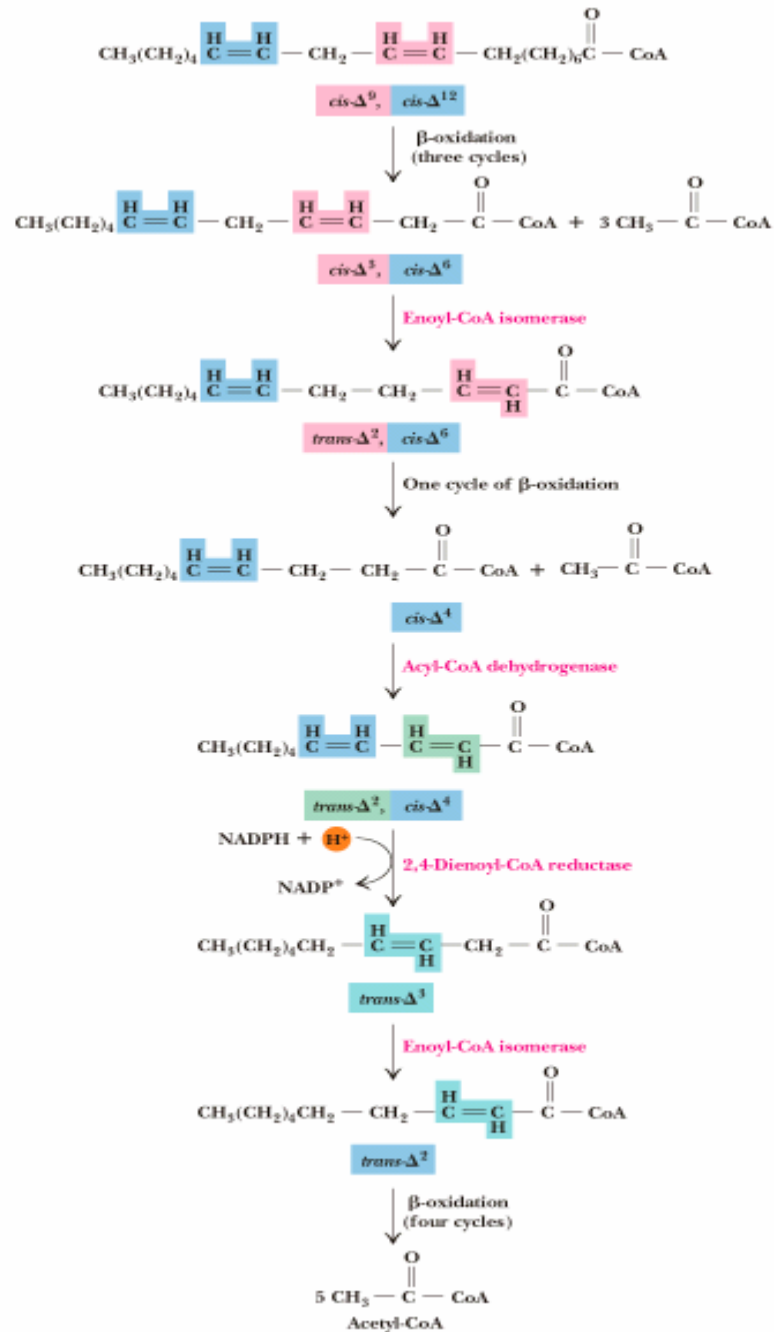 O
H H H H
CH₃(CH₂)₄ C = C — CH₂ — C = C — CH₂(CH₂)₆C — CoA
cis-Δ⁹, cis-Δ¹²
β-oxidation
(three cycles)
O O
H H H H
CH₃(CH₂)₄ C = C — CH₂ — C = C — CH₂ — C — CoA + 3 CH₃ — C — CoA
cis-Δ³, cis-Δ⁶
Enoyl-CoA isomerase
O
H H H
CH₃(CH₂)₄ C = C — CH₂ — CH₂ — C = C — C — CoA
H
trans-Δ², cis-Δ⁶
One cycle of β-oxidation
O O
H H
CH₃(CH₂)₄ C = C — CH₂ — CH₂ — C — CoA + CH₃ — C — CoA
cis-Δ⁴
Acyl-CoA dehydrogenase
O
H H H
CH₃(CH₂)₄ C = C — C = C — C — CoA
H
trans-Δ², cis-Δ⁴
NADPH + H⁺
2,4-Dienoyl-CoA reductase
NADP⁺
O
H
CH₃(CH₂)₄CH₂ — C = C — CH₂ — C — CoA
H
trans-Δ³
Enoyl-CoA isomerase
O
H
CH₃(CH₂)₄CH₂ — CH₂ — C = C — C — CoA
H
trans-Δ²
β-oxidation
(four cycles)
O
5 CH₃ — C — CoA
Acetyl-CoA